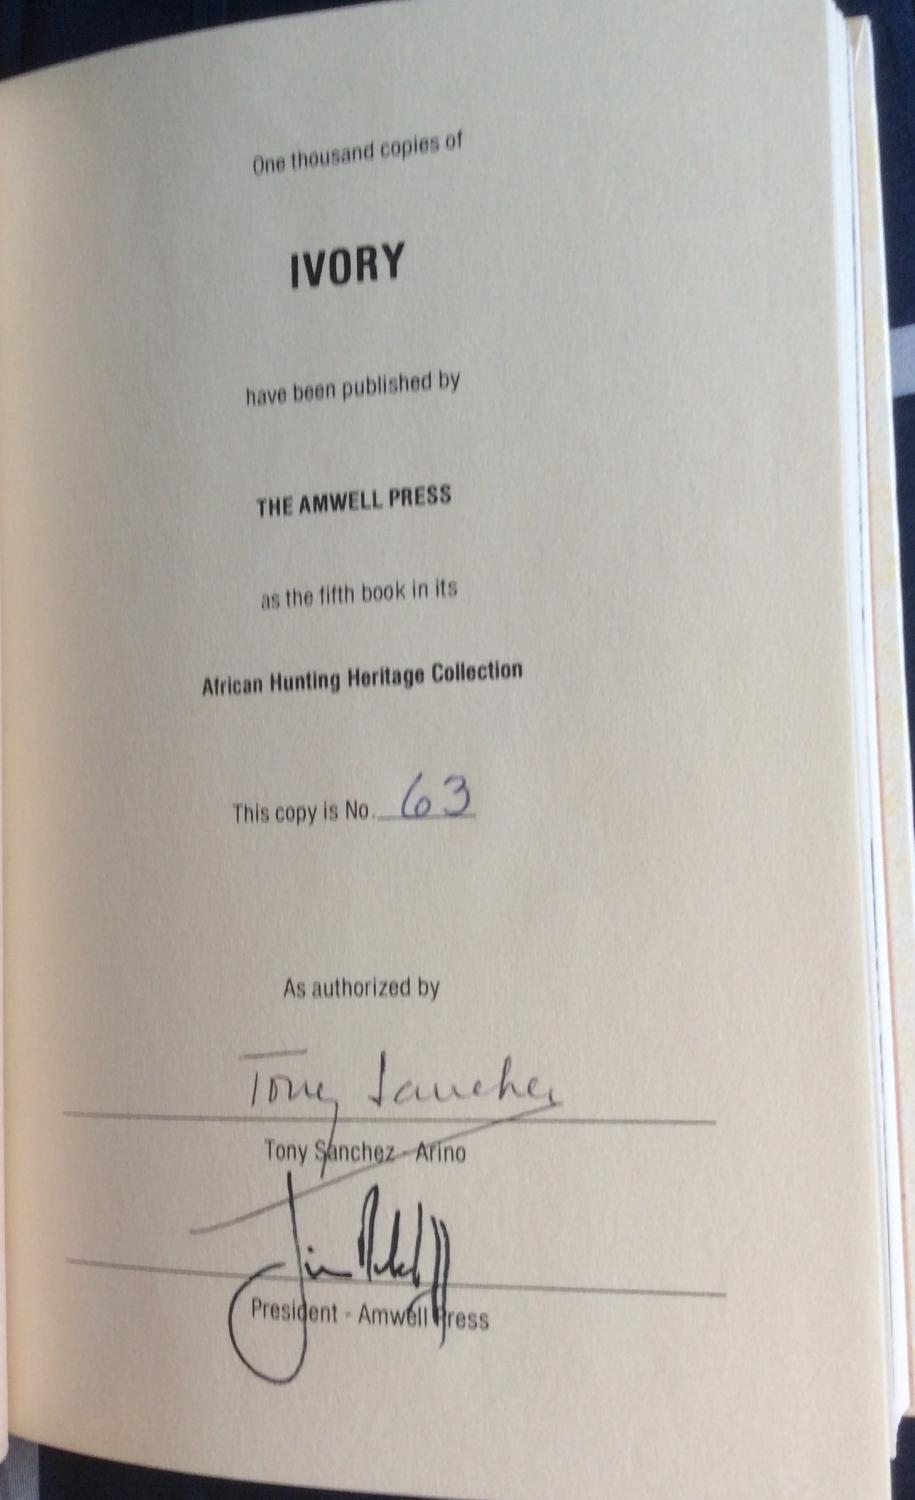 One thousand copies of
IVORY
have been published by
THE AMWELL PRESS
as the fifth book in its
African Hunting Heritage Collection
This copy is No. 63
As authorized by
Tony Sanchez
Tony Sanchez - Arino
Jim
President - Amwell Press